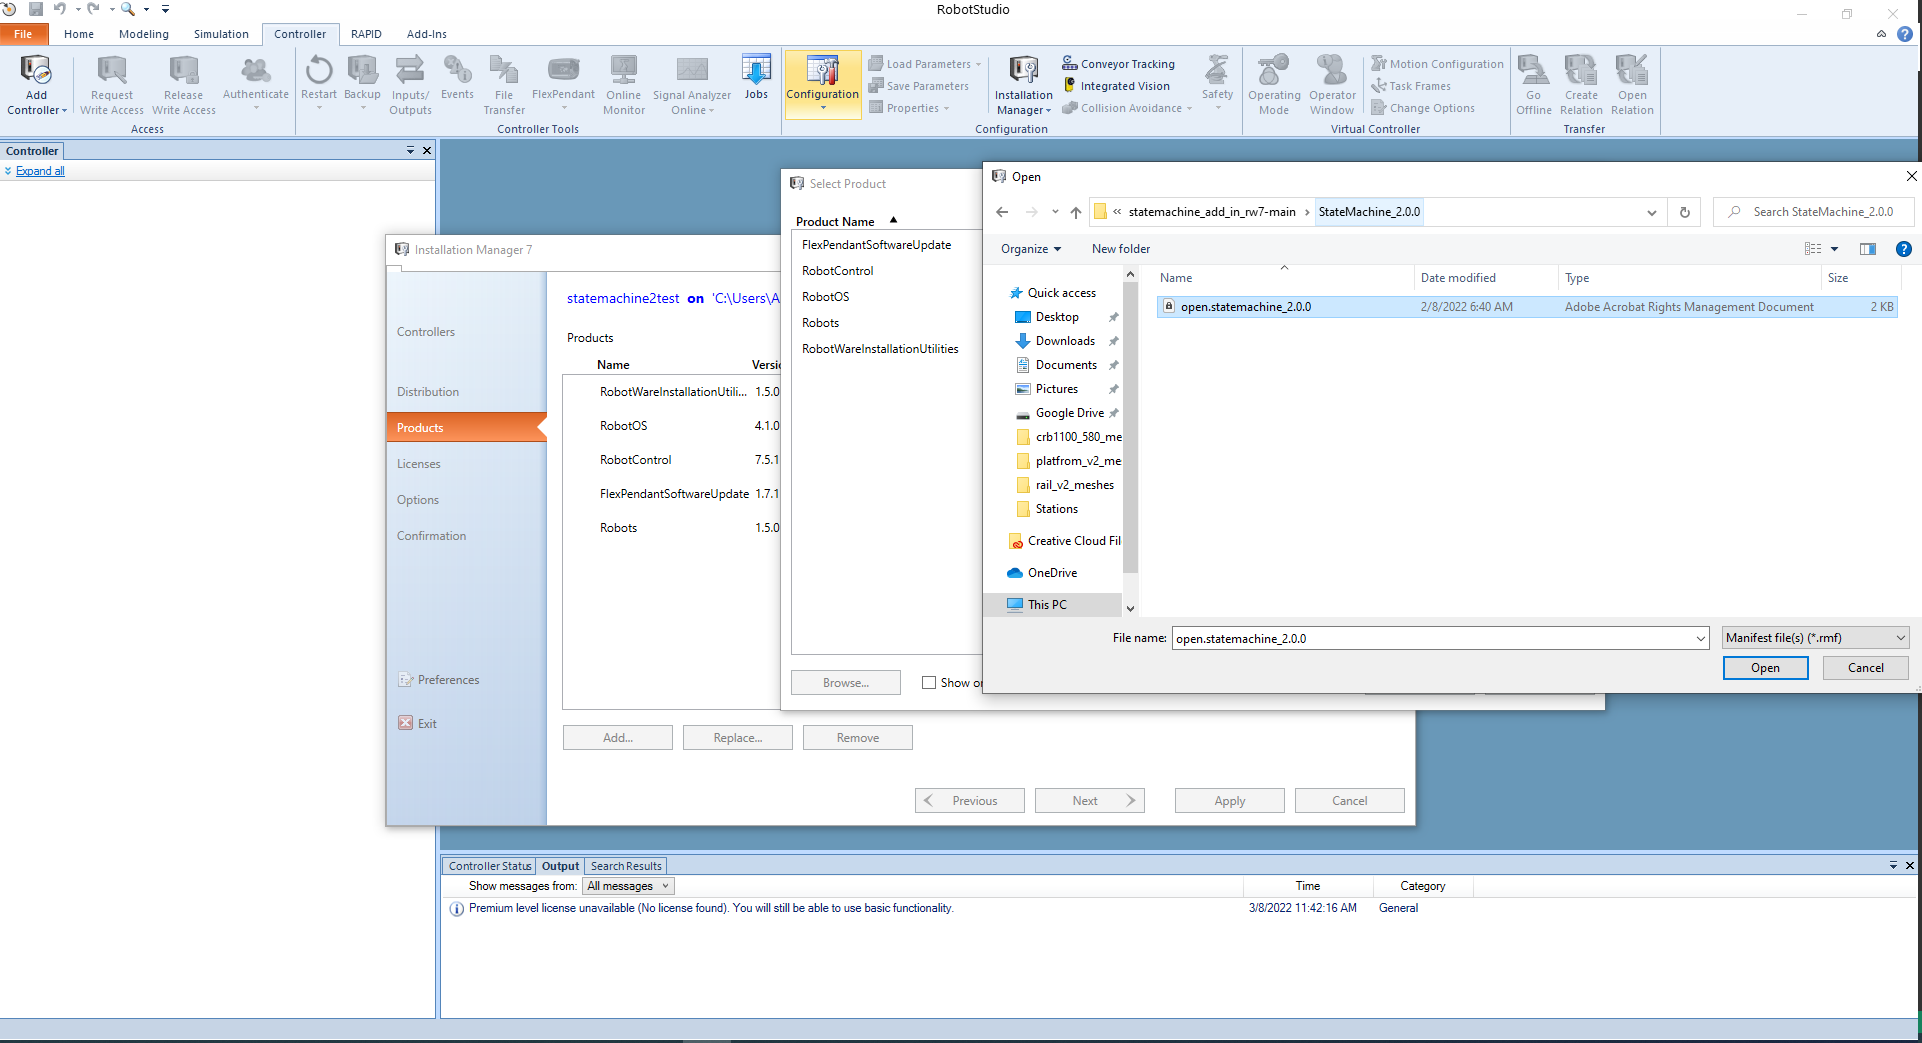 RobotStudio
File Home Modeling Simulation Controller RAPID Add-Ins
Add Controller
Request Write Access
Release Write Access
Authenticate
Access
Restart
Backup
Inputs/ Outputs
Events
File Transfer
FlexPendant
Online Monitor
Signal Analyzer Online
Jobs
Controller Tools
Configuration
Load Parameters
Save Parameters
Properties
Installation Manager
Conveyor Tracking
Integrated Vision
Collision Avoidance
Safety
Configuration
Operating Mode
Operator Window
Motion Configuration
Task Frames
Change Options
Virtual Controller
Go Offline
Create Relation
Open Relation
Transfer
Controller
Expand all
Installation Manager 7
Controllers
Distribution
Products
Licenses
Options
Confirmation
Preferences
Exit
statemachine2test on 'C:\Users\A
Products
Name Versio
RobotWareInstallationUtili... 1.5.0
RobotOS 4.1.0
RobotControl 7.5.1
FlexPendantSoftwareUpdate 1.7.1
Robots 1.5.0
Add... Replace... Remove
Previous Next Apply Cancel
Select Product
Product Name
FlexPendantSoftwareUpdate
RobotControl
RobotOS
Robots
RobotWareInstallationUtilities
Browse...
Show or
Open
« statemachine_add_in_rw7-main › StateMachine_2.0.0
Search StateMachine_2.0.0
Organize New folder
Quick access
Desktop
Downloads
Documents
Pictures
Google Drive
crb1100_580_me
platfrom_v2_me
rail_v2_meshes
Stations
Creative Cloud Fil
OneDrive
This PC
Name Date modified Type Size
open.statemachine_2.0.0 2/8/2022 6:40 AM Adobe Acrobat Rights Management Document 2 KB
File name: open.statemachine_2.0.0 Manifest file(s) (*.rmf)
Open Cancel
Controller Status Output Search Results
Show messages from: All messages Time Category
Premium level license unavailable (No license found). You will still be able to use basic functionality. 3/8/2022 11:42:16 AM General